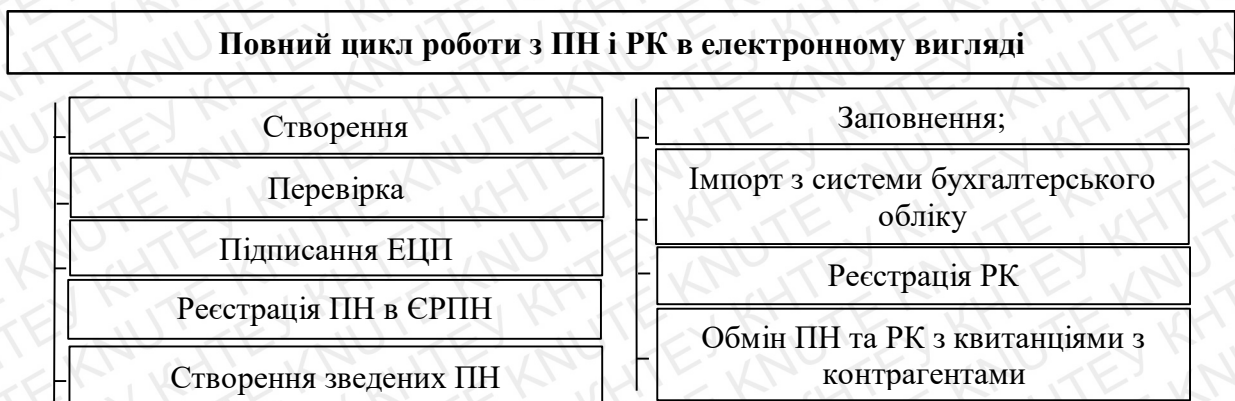 Повний цикл роботи з ПН і РК в електронному вигляді
Створення
Перевірка
Підписання ЕЦП
Реєстрація ПН в ЄРПН
Створення зведених ПН
Заповнення;
Імпорт з системи бухгалтерського
обліку
Реєстрація РК
Обмін ПН та РК з квитанціями з
контрагентами